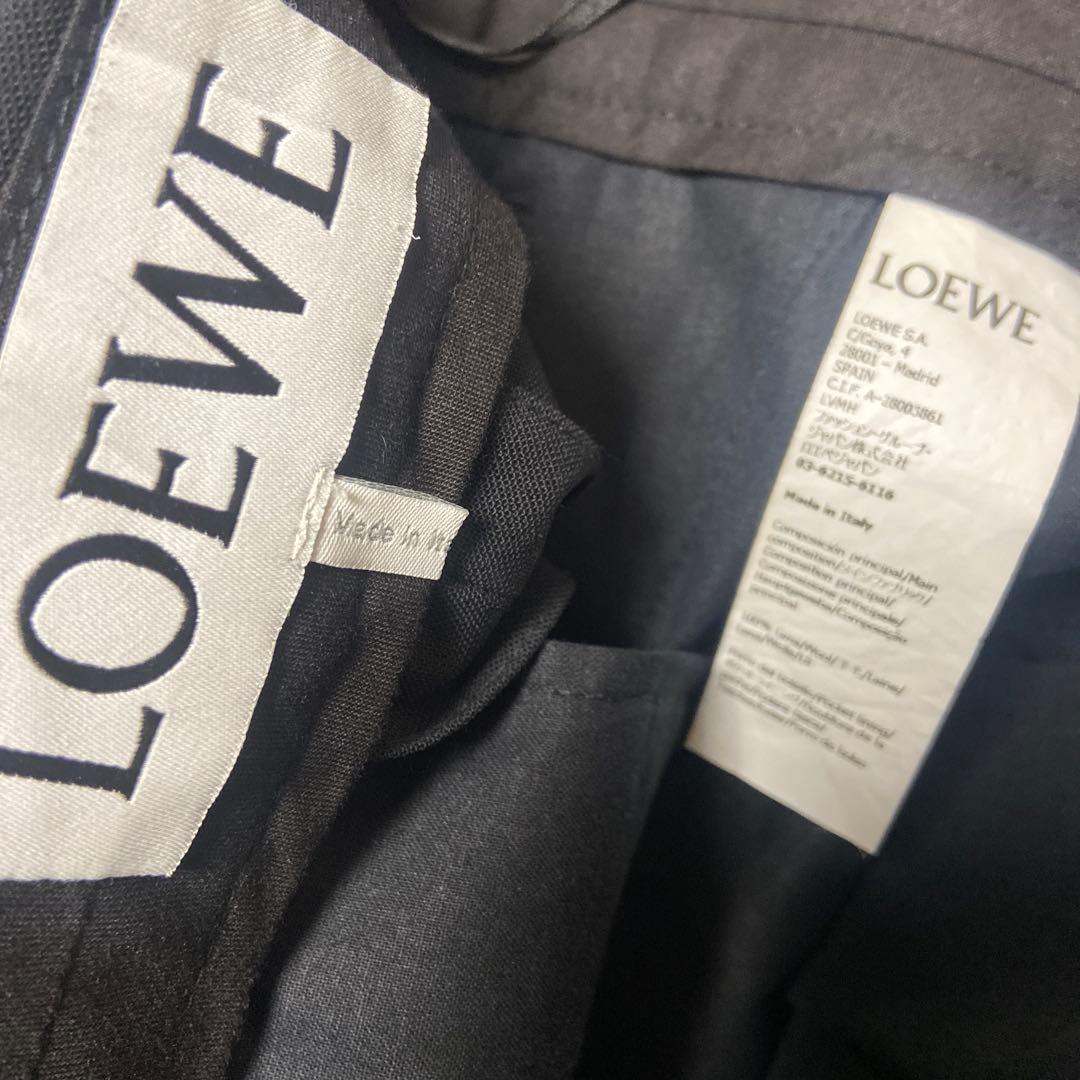 LOEWE
Made in
LOEWE
LOEWE S.A.
C/Goya, 4
28001 - Madrid
SPAIN
C.I.F. A-28003861
LVMH
ファッション・グループ・
ジャパン株式会社
ロエベジャパン
03-6215-6116
Made in Italy
Composición principal/Main
composition/メインファブリック/
Composition principal/
Composizione principale/
principal
100% Lana/Wool/ウール/Laine/